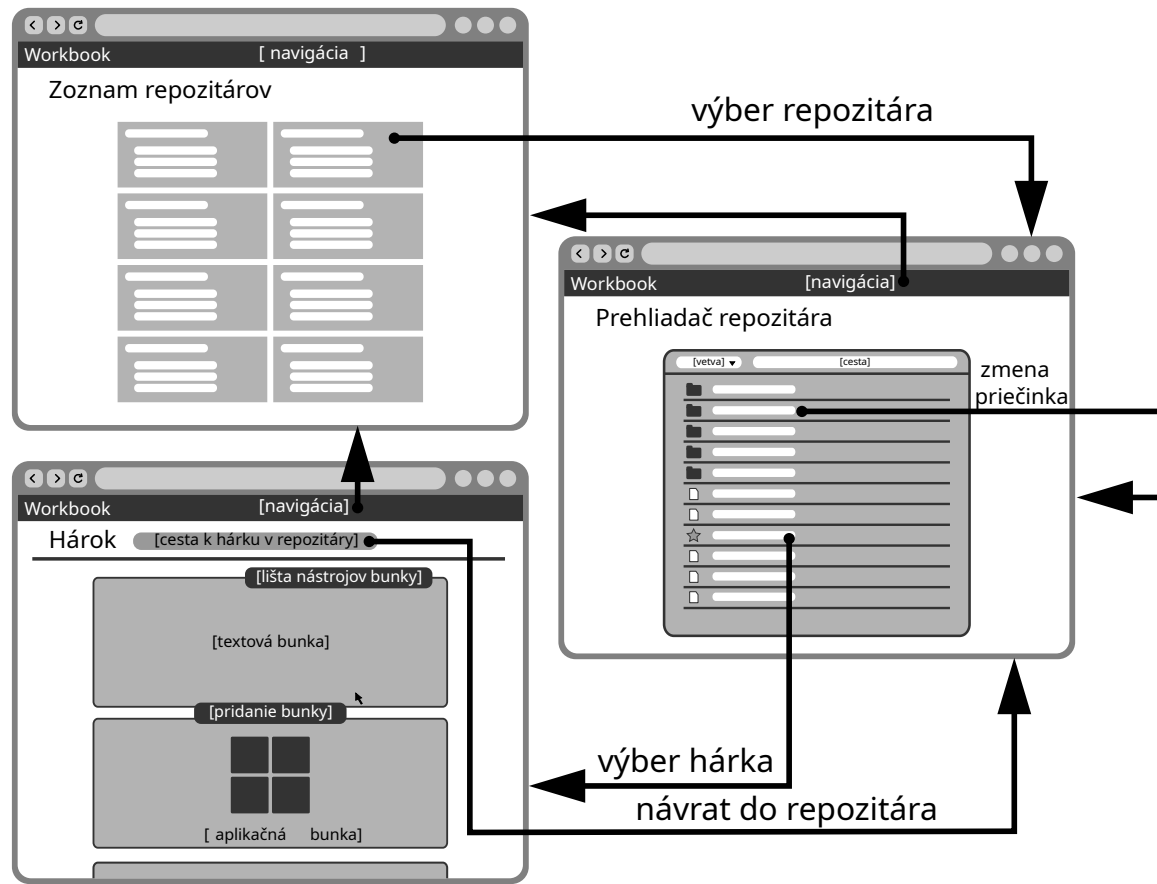 Workbook
[ navigácia ]
Zoznam repozitárov
výber repozitára
Workbook
[navigácia]
Prehliadač repozitára
[vetva]
[cesta]
zmena
priečinka
Workbook
[navigácia]
Hárok
[cesta k hárku v repozitáry]
[lišta nástrojov bunky]
[textová bunka]
[pridanie bunky]
[ aplikačná bunka]
výber hárka
návrat do repozitára